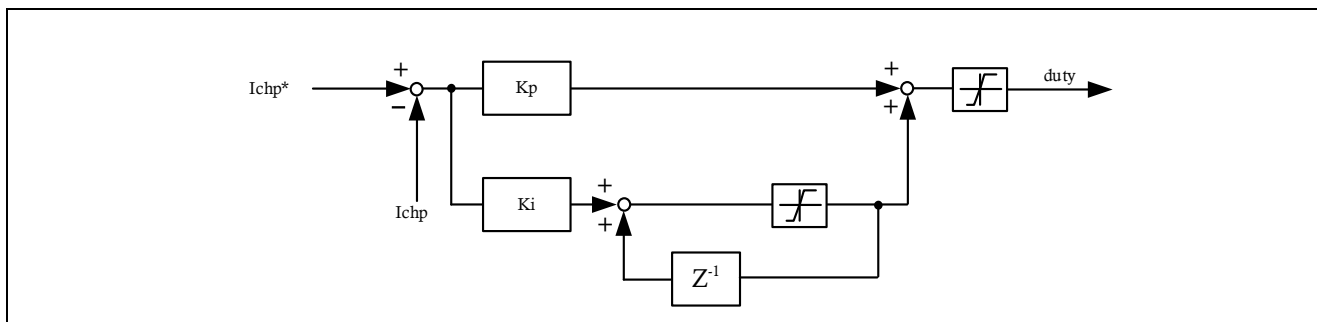 Ichp*
+
−
Kp
+
+
duty
Ichp
Ki
+
+
Z-1